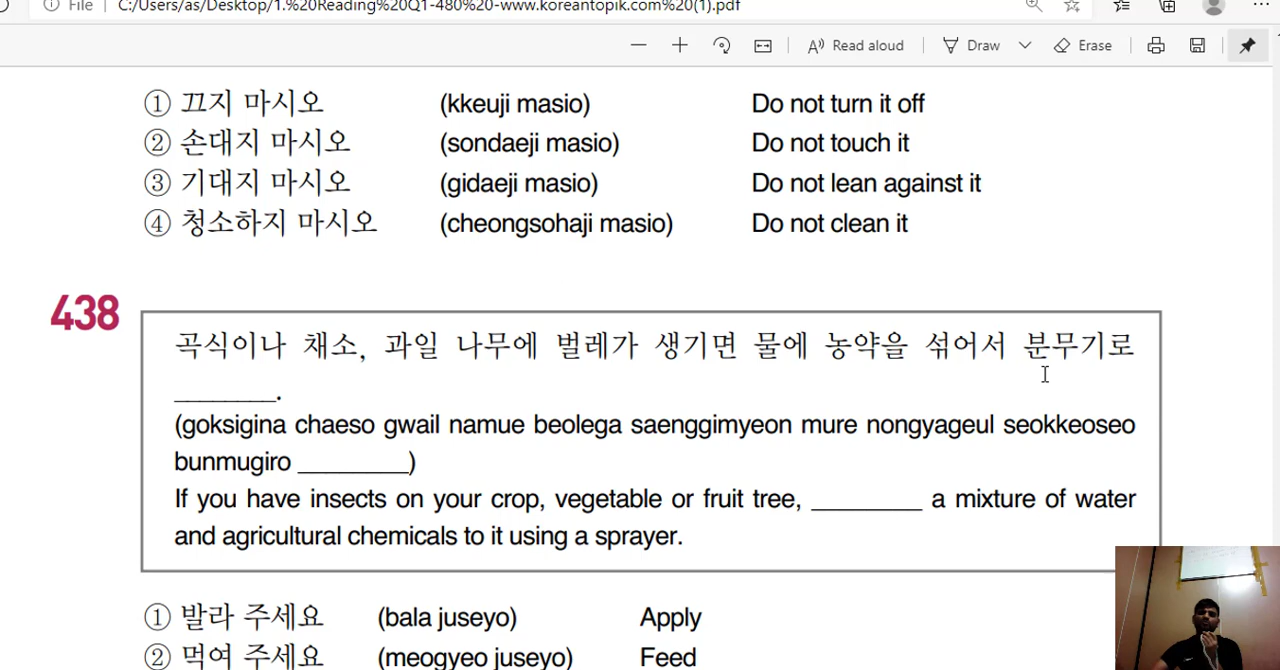 File | C:/Users/as/Desktop/1.%20Reading%20Q1-480%20-www.koreantopik.com%20(1).pdf
Read aloud Draw Erase
① 끄지 마시오 (kkeuji masio) Do not turn it off
② 손대지 마시오 (sondaeji masio) Do not touch it
③ 기대지 마시오 (gidaeji masio) Do not lean against it
④ 청소하지 마시오 (cheongsohaji masio) Do not clean it
438
곡식이나 채소, 과일 나무에 벌레가 생기면 물에 농약을 섞어서 분무기로
________.
(goksigina chaeso gwail namue beolega saenggimyeon mure nongyageul seokkeoseo
bunmugiro ________)
If you have insects on your crop, vegetable or fruit tree, ________ a mixture of water
and agricultural chemicals to it using a sprayer.
① 발라 주세요 (bala juseyo) Apply
② 먹여 주세요 (meogyeo juseyo) Feed